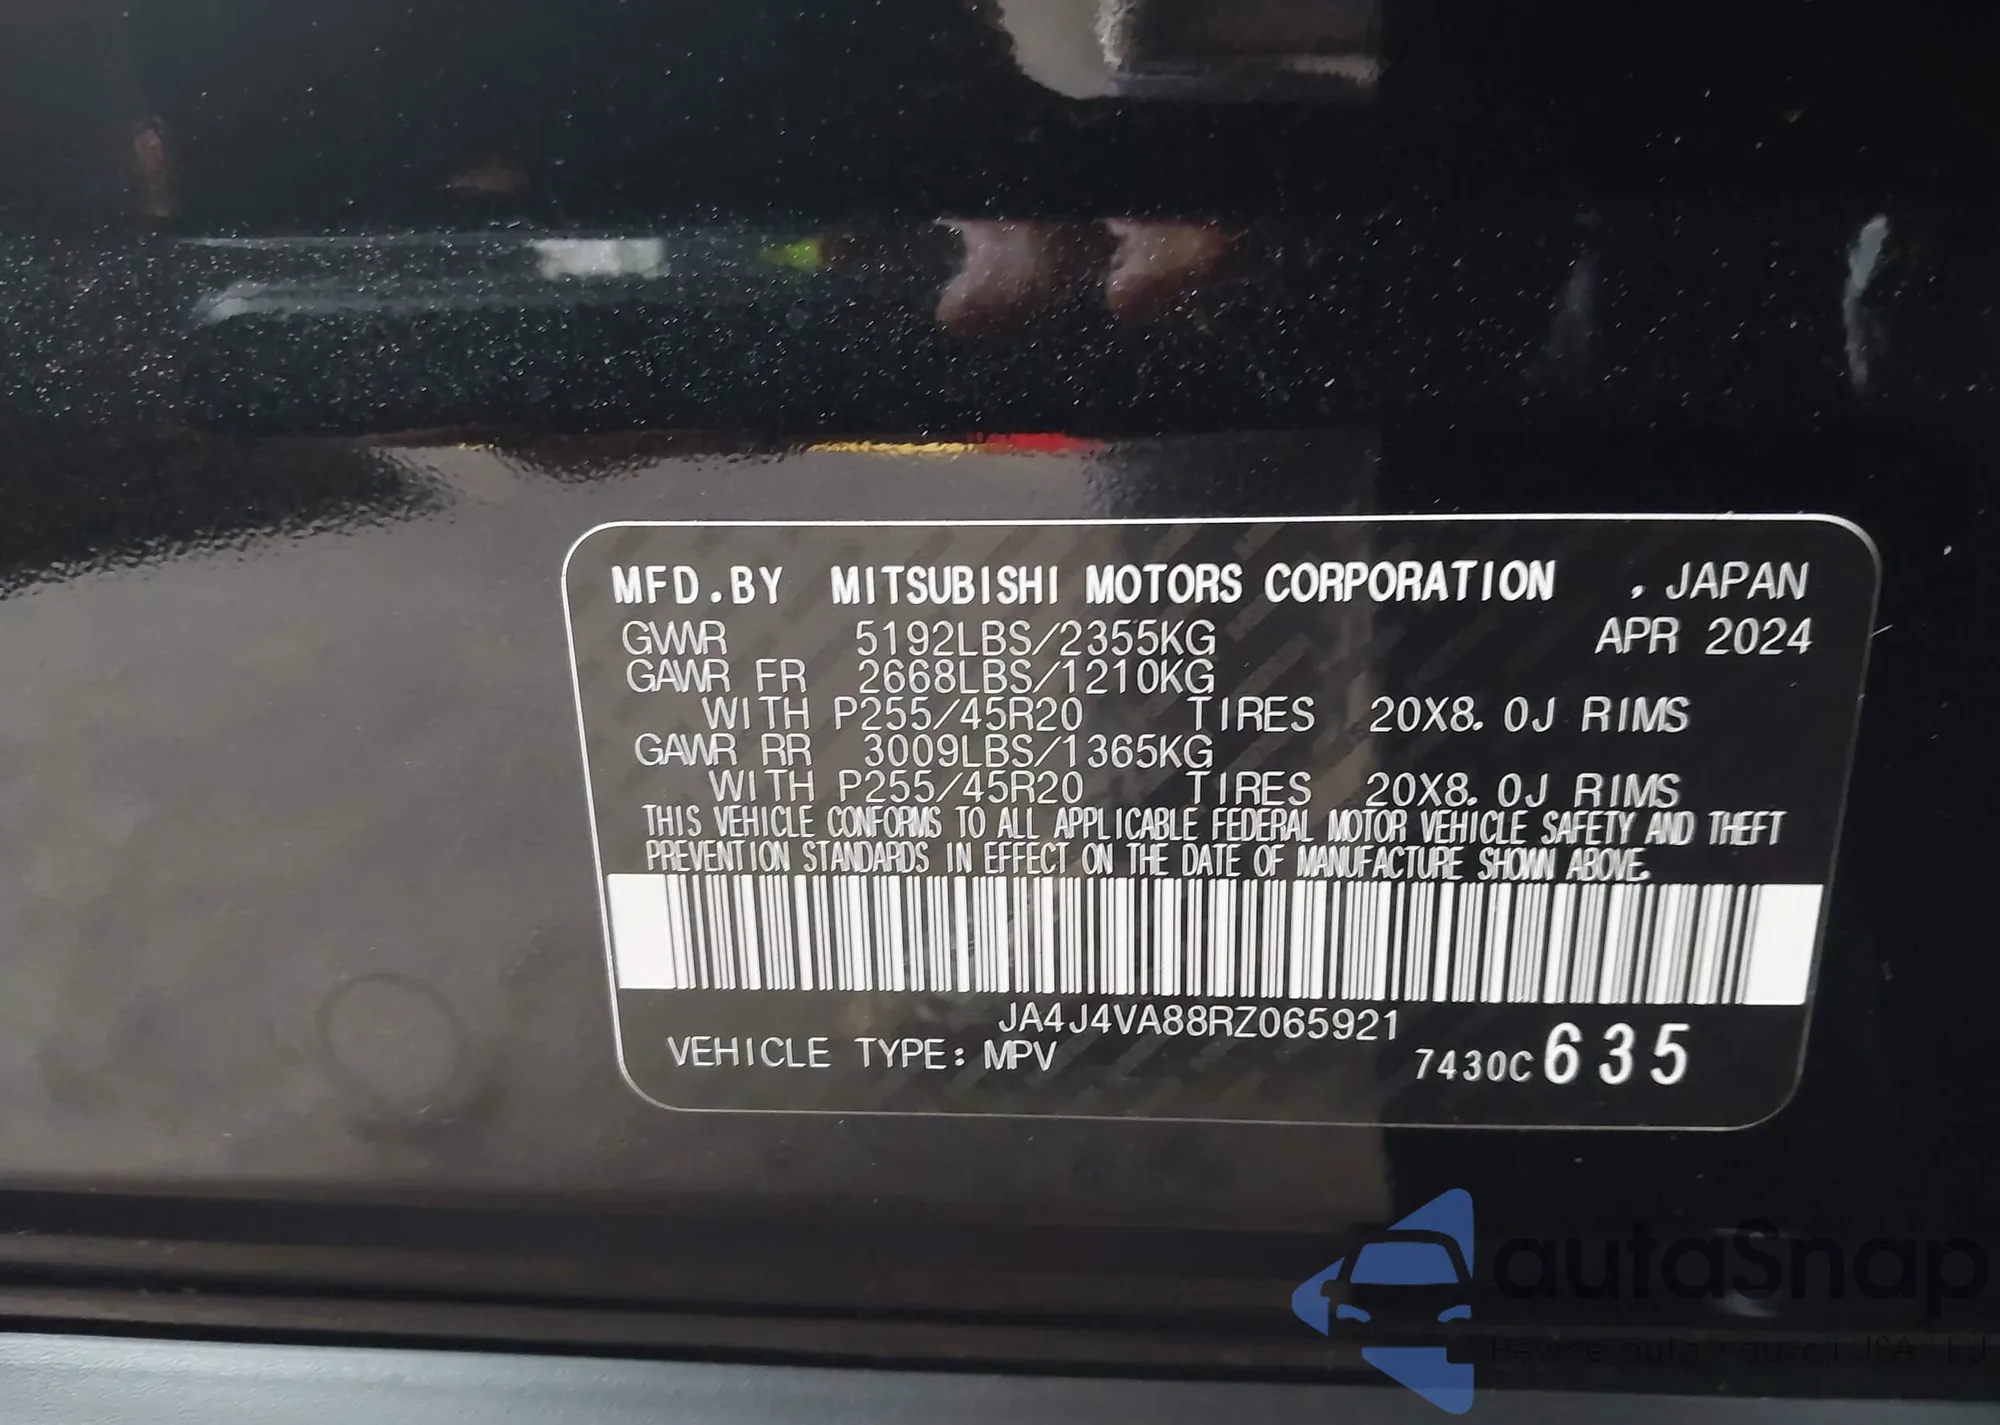 MFD.BY MITSUBISHI MOTORS CORPORATION , JAPAN
GVWR 5192LBS/2355KG APR 2024
GAWR FR 2668LBS/1210KG
WITH P255/45R20 TIRES 20X8.0J RIMS
GAWR RR 3009LBS/1365KG
WITH P255/45R20 TIRES 20X8.0J RIMS
THIS VEHICLE CONFORMS TO ALL APPLICABLE FEDERAL MOTOR VEHICLE SAFETY AND THEFT
PREVENTION STANDARDS IN EFFECT ON THE DATE OF MANUFACTURE SHOWN ABOVE.
JA4J4VA88RZ065921
VEHICLE TYPE: MPV 7430C 635
autaSnap